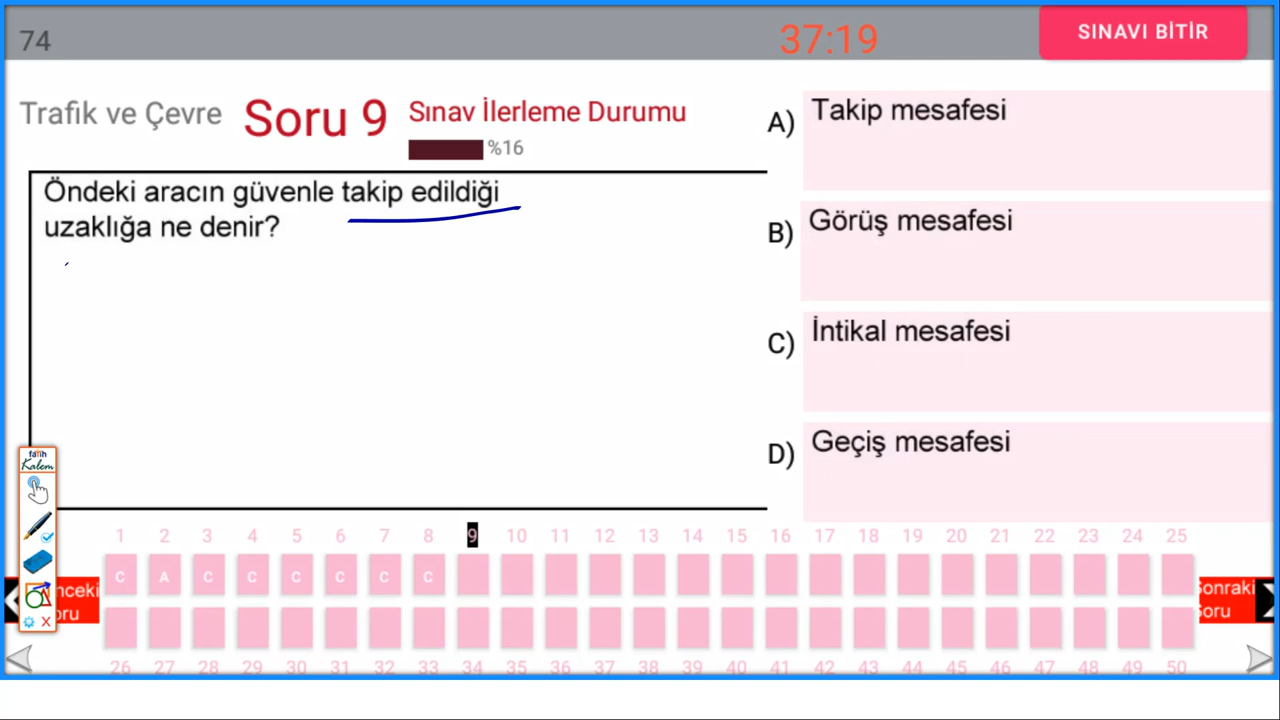 74
37:19
SINAVI BİTİR
Trafik ve Çevre
Soru 9
Sınav İlerleme Durumu
%16
Öndeki aracın güvenle takip edildiği
uzaklığa ne denir?
A) Takip mesafesi
B) Görüş mesafesi
C) İntikal mesafesi
D) Geçiş mesafesi
fatih
Kalem
1 2 3 4 5 6 7 8 9 10 11 12 13 14 15 16 17 18 19 20 21 22 23 24 25
C A C C C C C C
nceki
oru
Sonraki
Soru
26 27 28 29 30 31 32 33 34 35 36 37 38 39 40 41 42 43 44 45 46 47 48 49 50